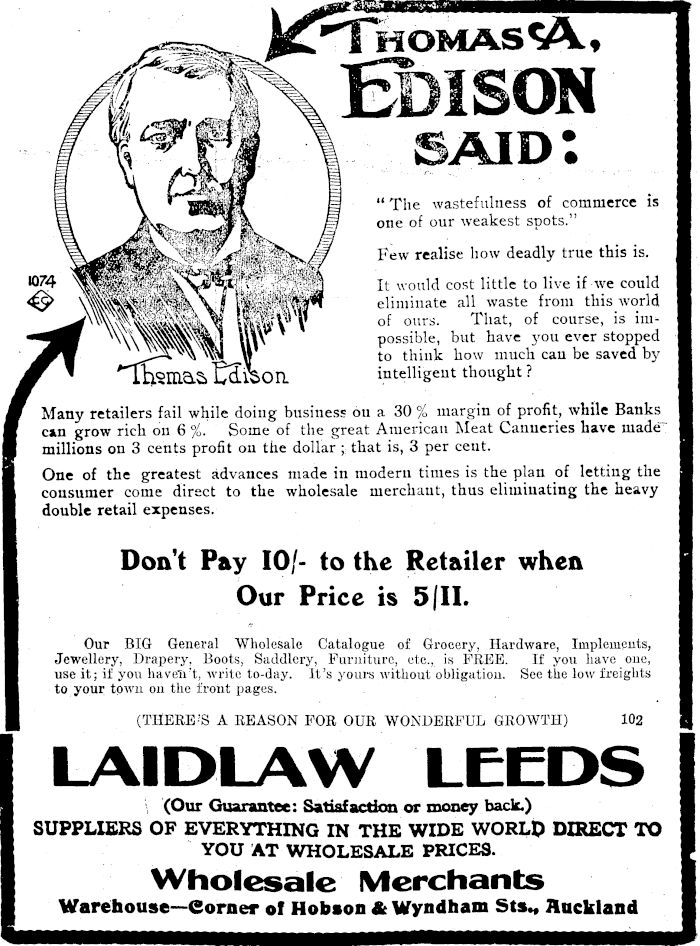 THOMAS A,
EDISON
SAID:
"The wastefulness of commerce is
one of our weakest spots."
Few realise how deadly true this is.
It would cost little to live if we could
eliminate all waste from this world
of ours. That, of course, is im-
possible, but have you ever stopped
to think how much can be saved by
intelligent thought?
1074
Thomas Edison
Many retailers fail while doing business on a 30 % margin of profit, while Banks
can grow rich on 6 %. Some of the great American Meat Canneries have made
millions on 3 cents profit on the dollar; that is, 3 per cent.
One of the greatest advances made in modern times is the plan of letting the
consumer come direct to the wholesale merchant, thus eliminating the heavy
double retail expenses.
Don't Pay 10/- to the Retailer when
Our Price is 5/11.
Our BIG General Wholesale Catalogue of Grocery, Hardware, Implements,
Jewellery, Drapery, Boots, Saddlery, Furniture, etc., is FREE. If you have one,
use it; if you haven't, write to-day. It's yours without obligation. See the low freights
to your town on the front pages.
(THERE'S A REASON FOR OUR WONDERFUL GROWTH) 102
LAIDLAW LEEDS
(Our Guarantee: Satisfaction or money back.)
SUPPLIERS OF EVERYTHING IN THE WIDE WORLD DIRECT TO
YOU AT WHOLESALE PRICES.
Wholesale Merchants
Warehouse—Corner of Hobson & Wyndham Sts., Auckland